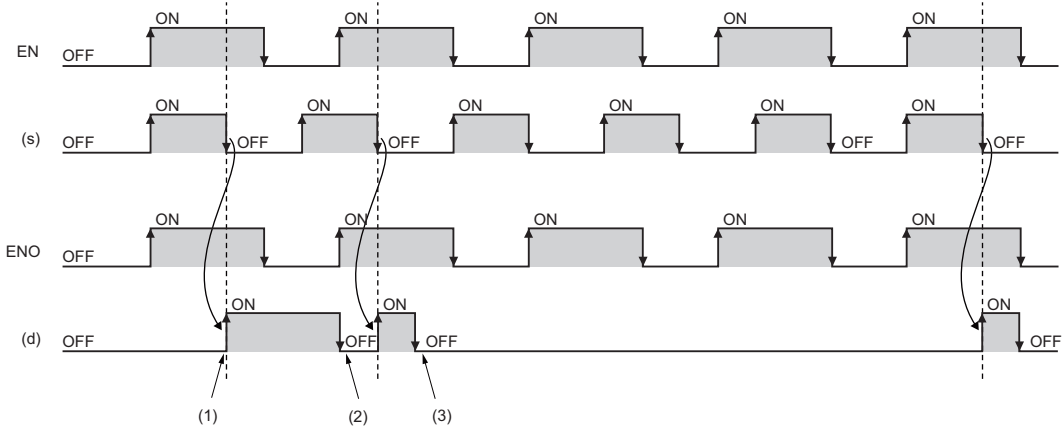 ON ON ON ON ON
EN OFF
ON ON ON ON ON ON
(s) OFF OFF OFF OFF OFF
ON ON ON ON ON
ENO OFF
ON ON ON
(d) OFF OFF OFF OFF
(1) (2) (3)